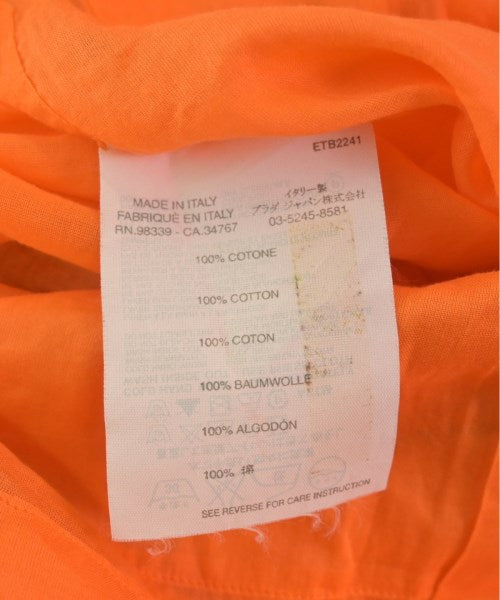 ETB2241
MADE IN ITALY
FABRIQUÉ EN ITALY
RN.98339 - CA.34767
イタリー製
プラダ ジャパン株式会社
03-5245-8581
100% COTONE
100% COTTON
100% COTON
100% BAUMWOLLE
100% ALGODÓN
100% 綿
SEE REVERSE FOR CARE INSTRUCTION